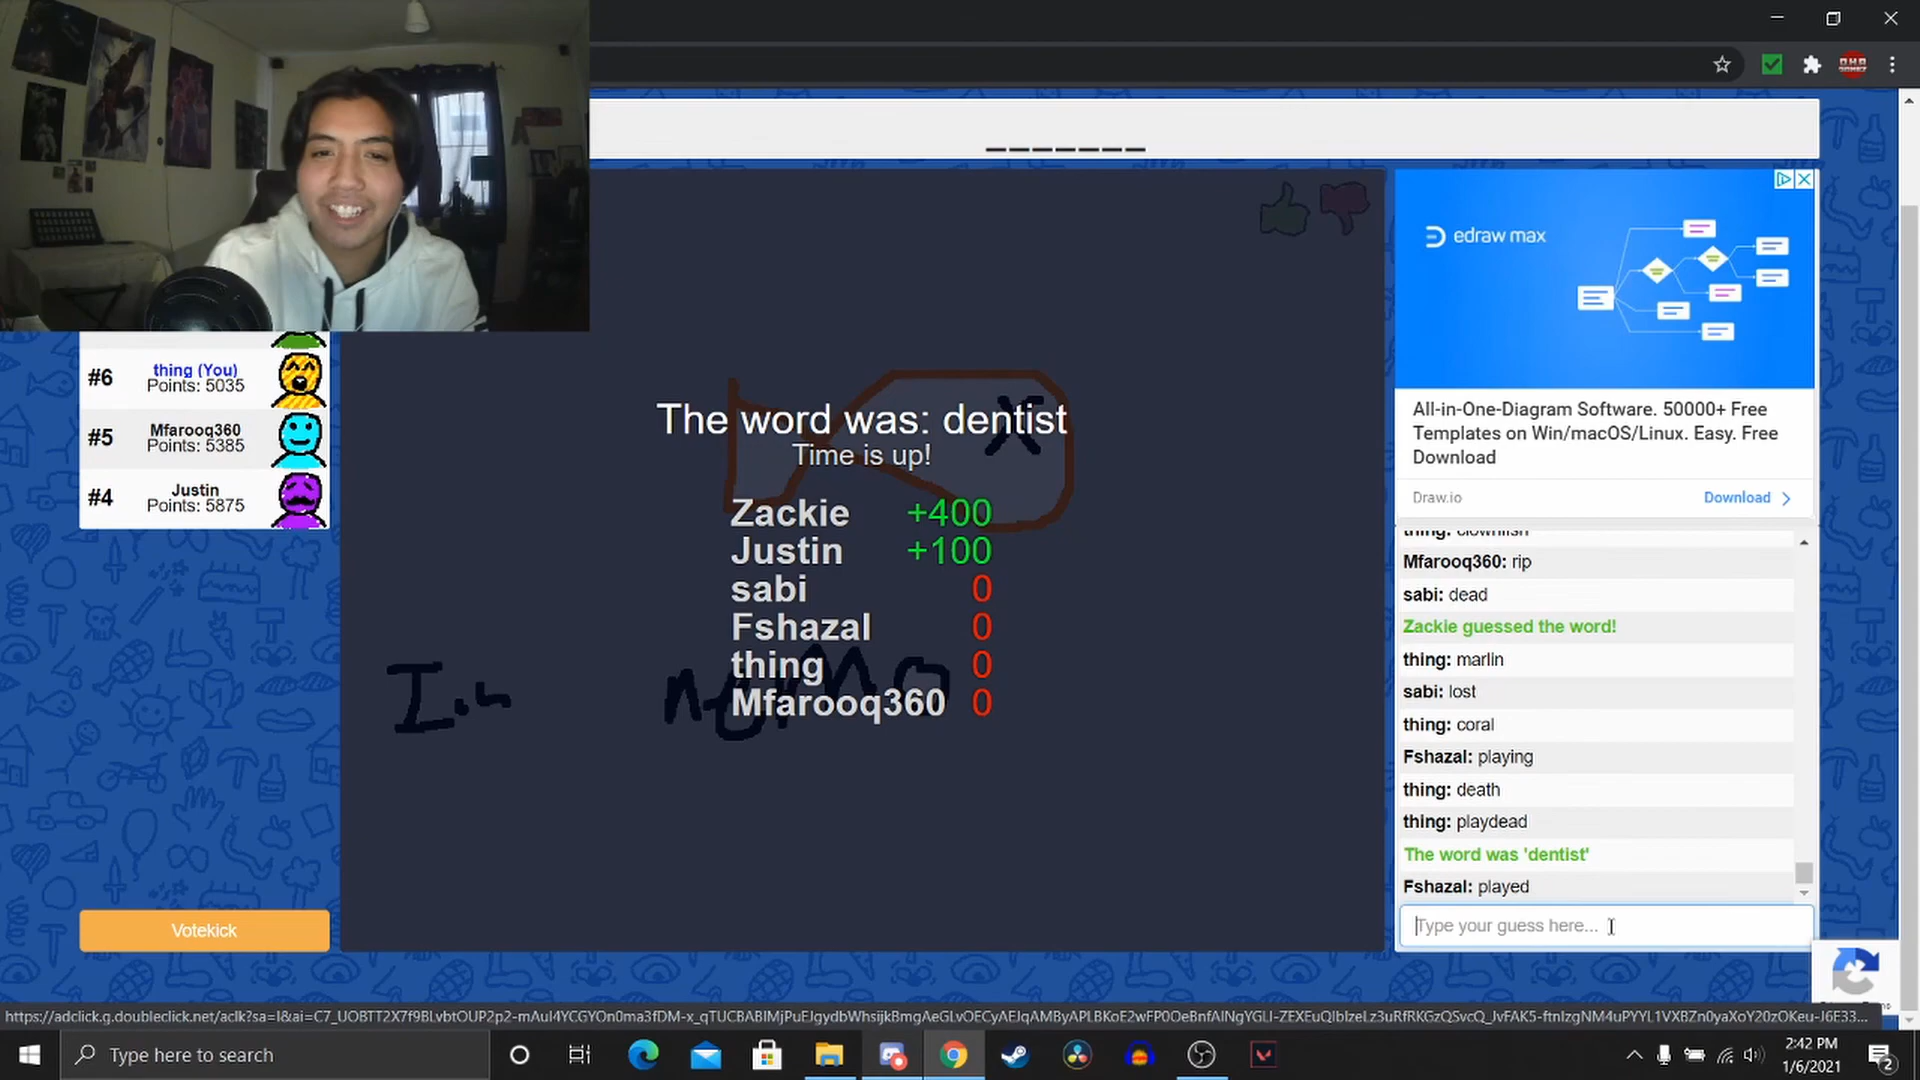 _ _ _ _ _ _ _
edraw max
All-in-One-Diagram Software. 50000+ Free
Templates on Win/macOS/Linux. Easy. Free
Download
Draw.io
Download
#6
thing (You)
Points: 5035
#5
Mfarooq360
Points: 5385
#4
Justin
Points: 5875
Votekick
The word was: dentist
Time is up!
Zackie +400
Justin +100
sabi 0
Fshazal 0
thing 0
Mfarooq360 0
X
In
thing: clownfish
Mfarooq360: rip
sabi: dead
Zackie guessed the word!
thing: marlin
sabi: lost
thing: coral
Fshazal: playing
thing: death
thing: playdead
The word was 'dentist'
Fshazal: played
Type your guess here...
Type here to search
2:42 PM
1/6/2021
2